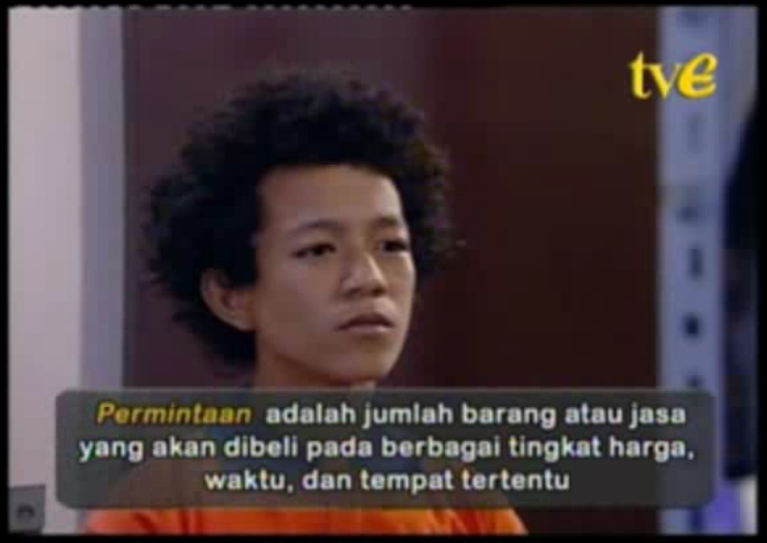 tve
Permintaan adalah jumlah barang atau jasa
yang akan dibeli pada berbagai tingkat harga,
waktu, dan tempat tertentu